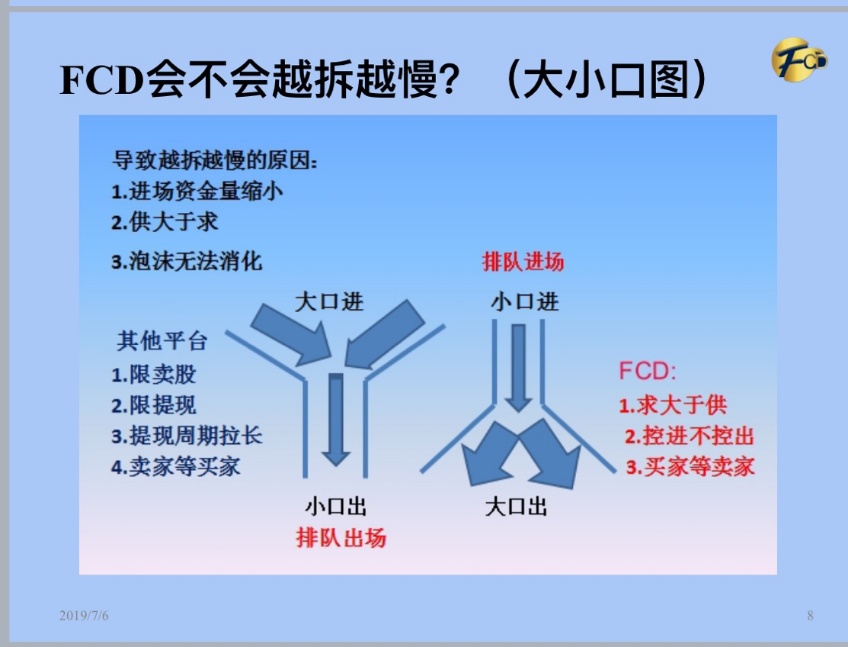 FCD会不会越拆越慢？（大小口图）
FCD
导致越拆越慢的原因:
1.进场资金量缩小
2.供大于求
3.泡沫无法消化
排队进场
大口进
小口进
其他平台
1.限卖股
2.限提现
3.提现周期拉长
4.卖家等买家
FCD:
1.求大于供
2.控进不控出
3.买家等卖家
小口出
大口出
排队出场
2019/7/6
8